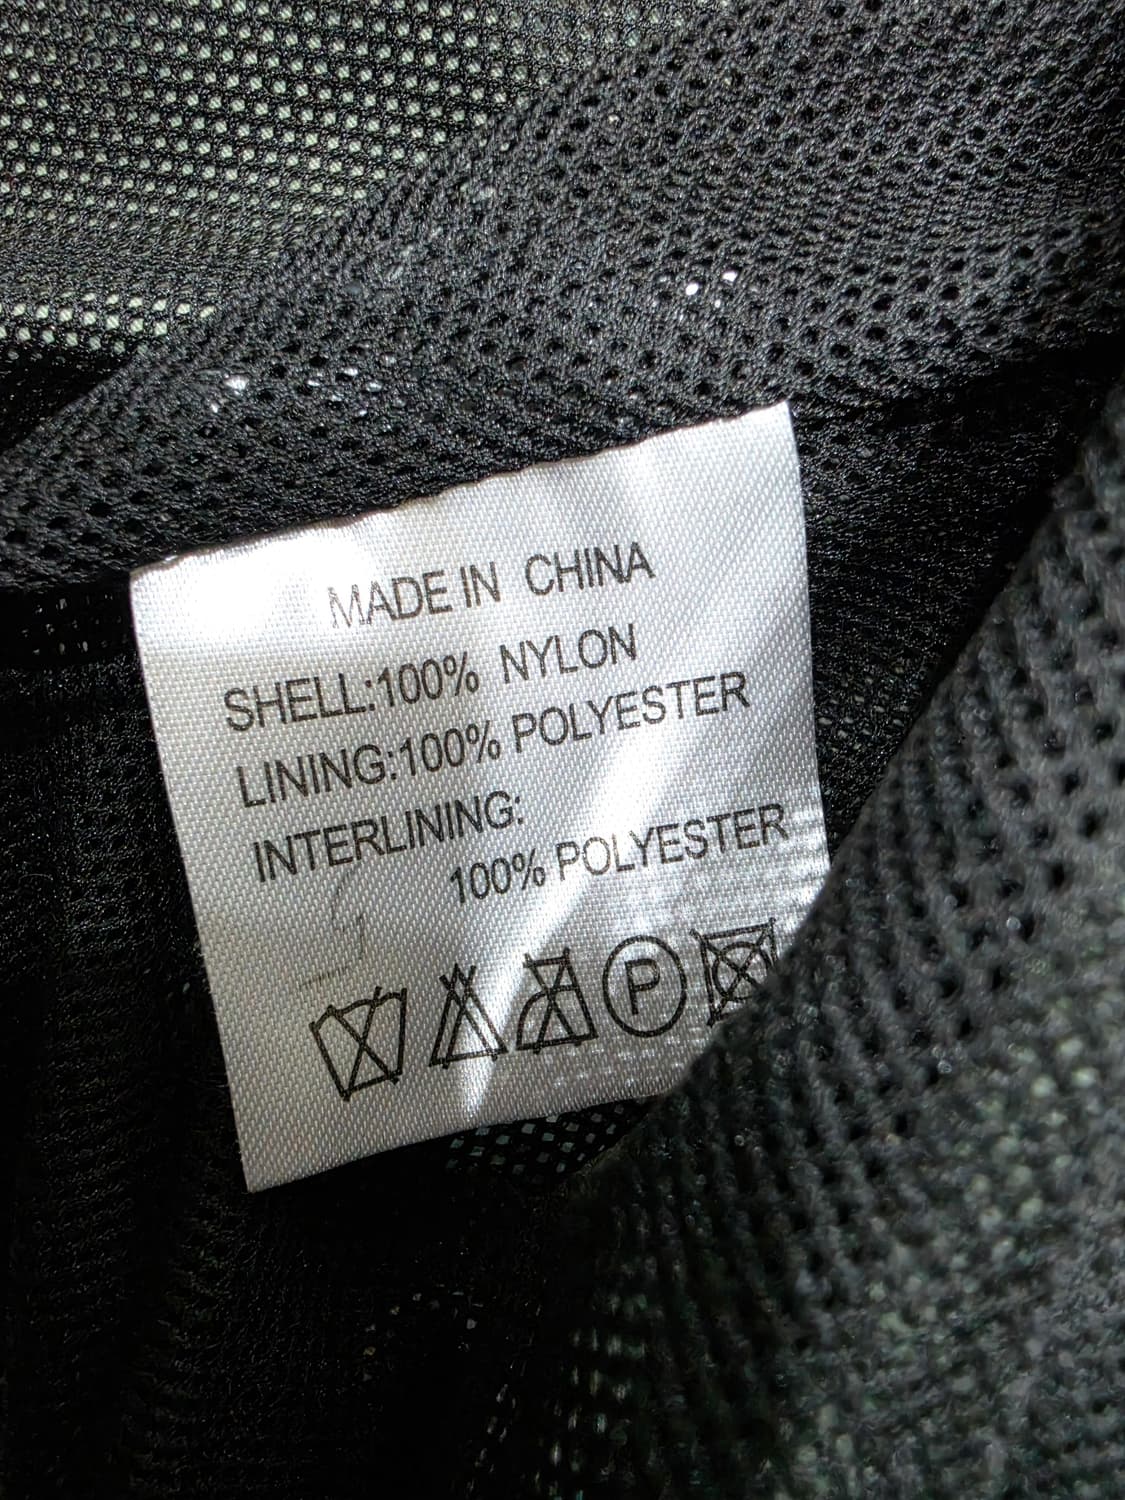 MADE IN CHINA
SHELL:100% NYLON
LINING:100% POLYESTER
INTERLINING:
100% POLYESTER
P